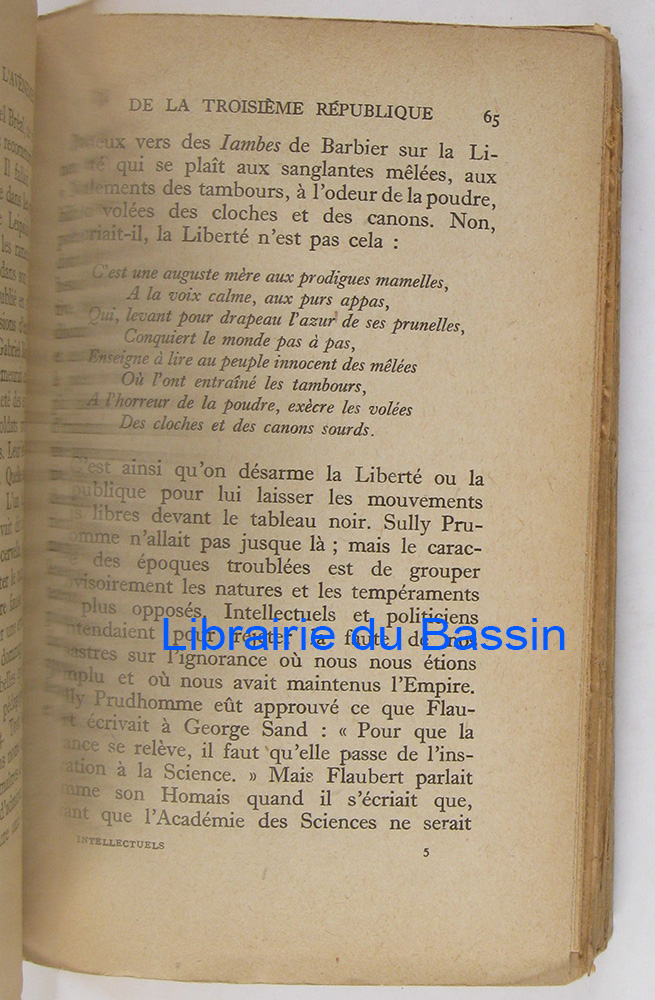 DE LA TROISIÈME RÉPUBLIQUE 65
vers des Iambes de Barbier sur la Li-
qui se plaît aux sanglantes mêlées, aux
des tambours, à l'odeur de la poudre,
volées des cloches et des canons. Non,
la Liberté n'est pas cela :
C'est une auguste mère aux prodigues mamelles,
A la voix calme, aux purs appas,
Qui, levant pour drapeau l'azur de ses prunelles,
Conquiert le monde pas à pas,
Enseigne à lire au peuple innocent des mêlées
Où l'ont entraîné les tambours,
A l'horreur de la poudre, exècre les volées
Des cloches et des canons sourds.
C'est ainsi qu'on désarme la Liberté ou la
pour lui laisser les mouvements
libres devant le tableau noir. Sully Pru-
n'allait pas jusque là ; mais le carac-
des époques troublées est de grouper
les natures et les tempéraments
plus opposés. Intellectuels et politiciens
pour rejeter la faute de nos
sur l'ignorance où nous nous étions
et où nous avait maintenus l'Empire.
Prudhomme eût approuvé ce que Flau-
écrivait à George Sand : « Pour que la
se relève, il faut qu'elle passe de l'ins-
à la Science. » Mais Flaubert parlait
son Homais quand il s'écriait que,
que l'Académie des Sciences ne serait
INTELLECTUELS 5
Librairie du Bassin